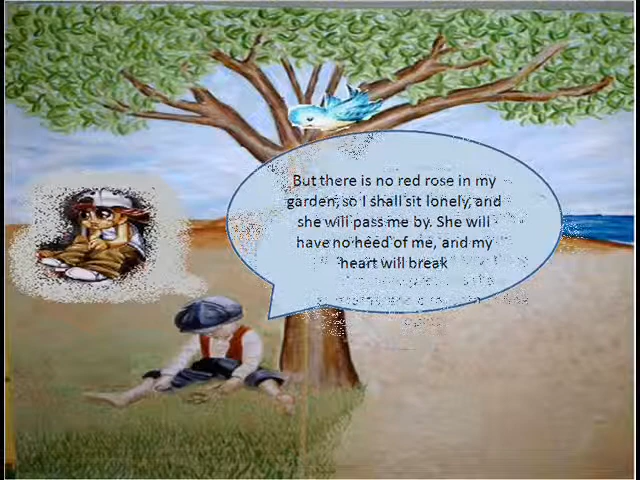 But there is no red rose in my
garden, so I shall sit lonely, and
she will pass me by. She will
have no heed of me, and my
heart will break